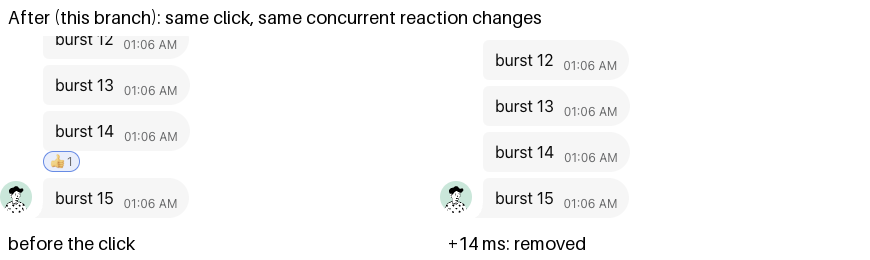 After (this branch): same click, same concurrent reaction changes
burst 12 01:06 AM
burst 13 01:06 AM
burst 14 01:06 AM
👍 1
burst 15 01:06 AM
before the click
burst 12 01:06 AM
burst 13 01:06 AM
burst 14 01:06 AM
burst 15 01:06 AM
+14 ms: removed